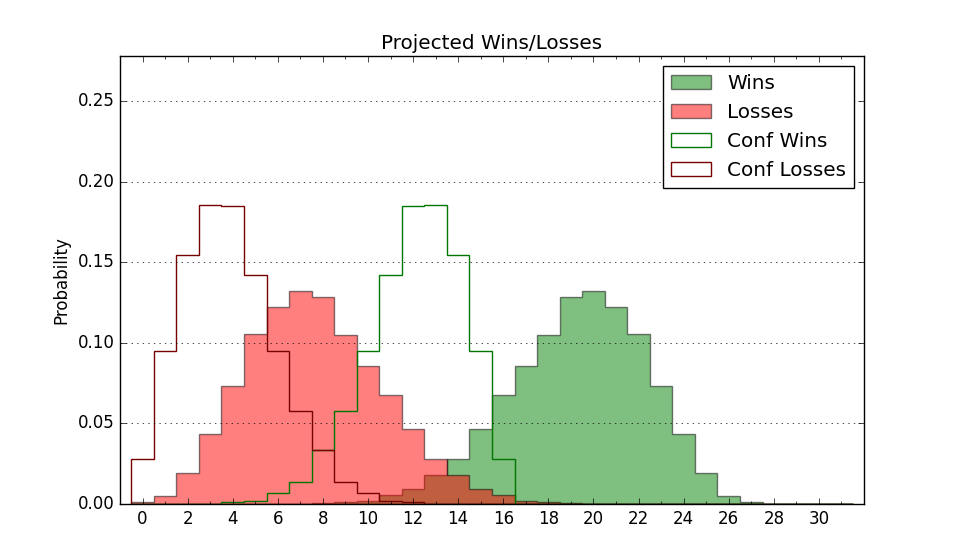 Projected Wins/Losses
Wins
Losses
Conf Wins
Conf Losses
Probability
0.25
0.20
0.15
0.10
0.05
0.00
0 2 4 6 8 10 12 14 16 18 20 22 24 26 28 30